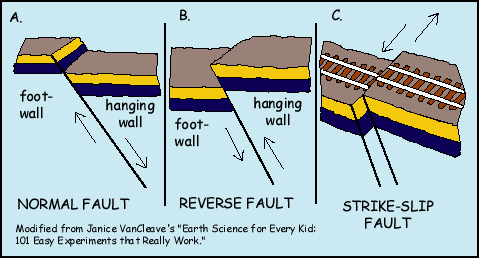 A.
foot-
wall
hanging
wall
NORMAL FAULT
B.
foot-
wall
hanging
wall
REVERSE FAULT
C.
STRIKE-SLIP
FAULT
Modified from Janice VanCleave's "Earth Science for Every Kid:
101 Easy Experiments that Really Work."